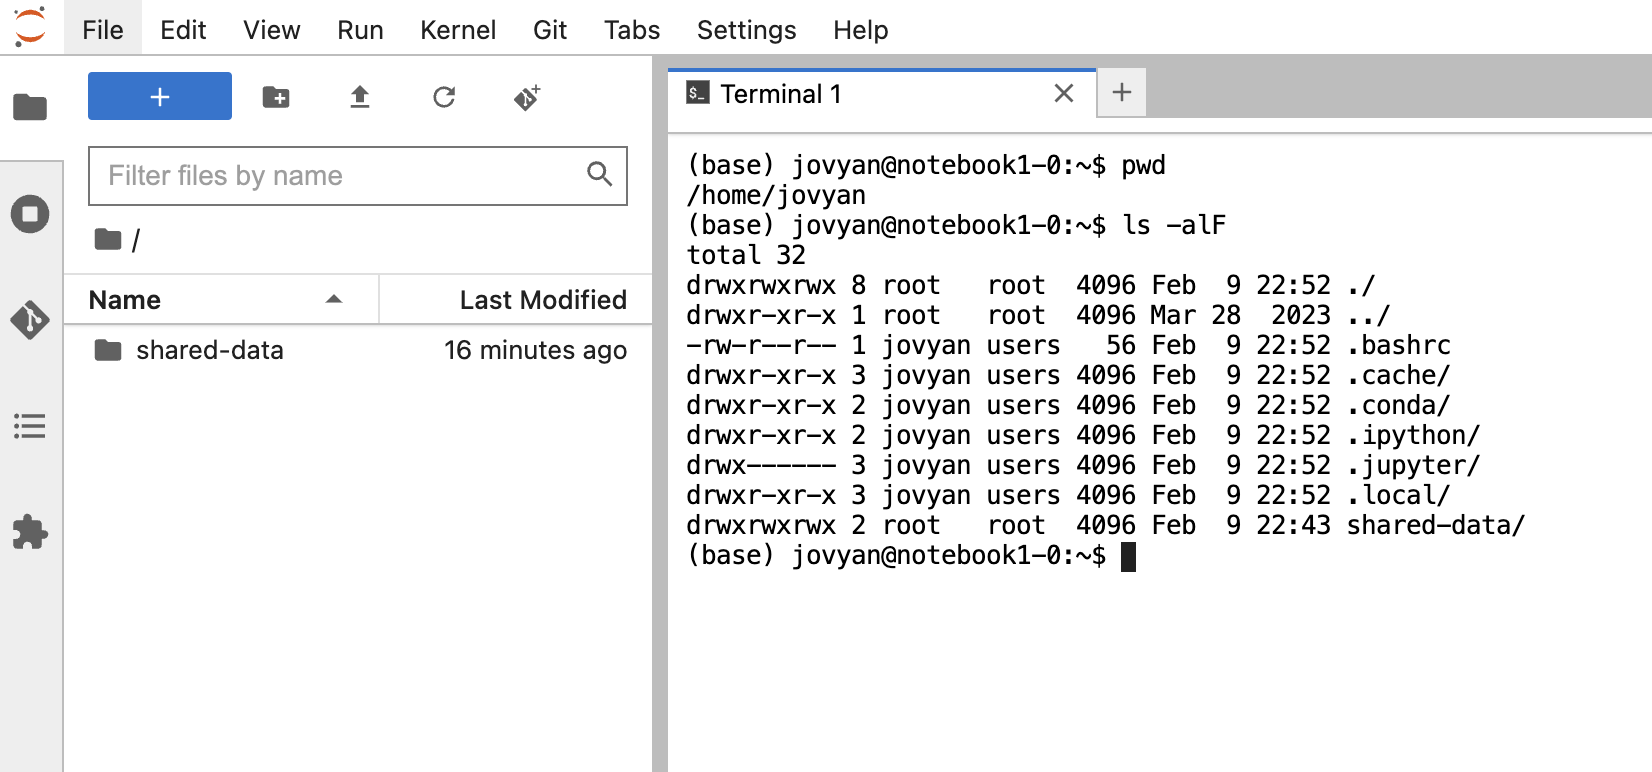 File Edit View Run Kernel Git Tabs Settings Help
+
Filter files by name
/
Name Last Modified
shared-data 16 minutes ago
$_ Terminal 1 × +
(base) jovyan@notebook1-0:~$ pwd
/home/jovyan
(base) jovyan@notebook1-0:~$ ls -alF
total 32
drwxrwxrwx 8 root   root  4096 Feb  9 22:52 ./
drwxr-xr-x 1 root   root  4096 Mar 28  2023 ../
-rw-r--r-- 1 jovyan users   56 Feb  9 22:52 .bashrc
drwxr-xr-x 3 jovyan users 4096 Feb  9 22:52 .cache/
drwxr-xr-x 2 jovyan users 4096 Feb  9 22:52 .conda/
drwxr-xr-x 2 jovyan users 4096 Feb  9 22:52 .ipython/
drwx------ 3 jovyan users 4096 Feb  9 22:52 .jupyter/
drwxr-xr-x 3 jovyan users 4096 Feb  9 22:52 .local/
drwxrwxrwx 2 root   root  4096 Feb  9 22:43 shared-data/
(base) jovyan@notebook1-0:~$